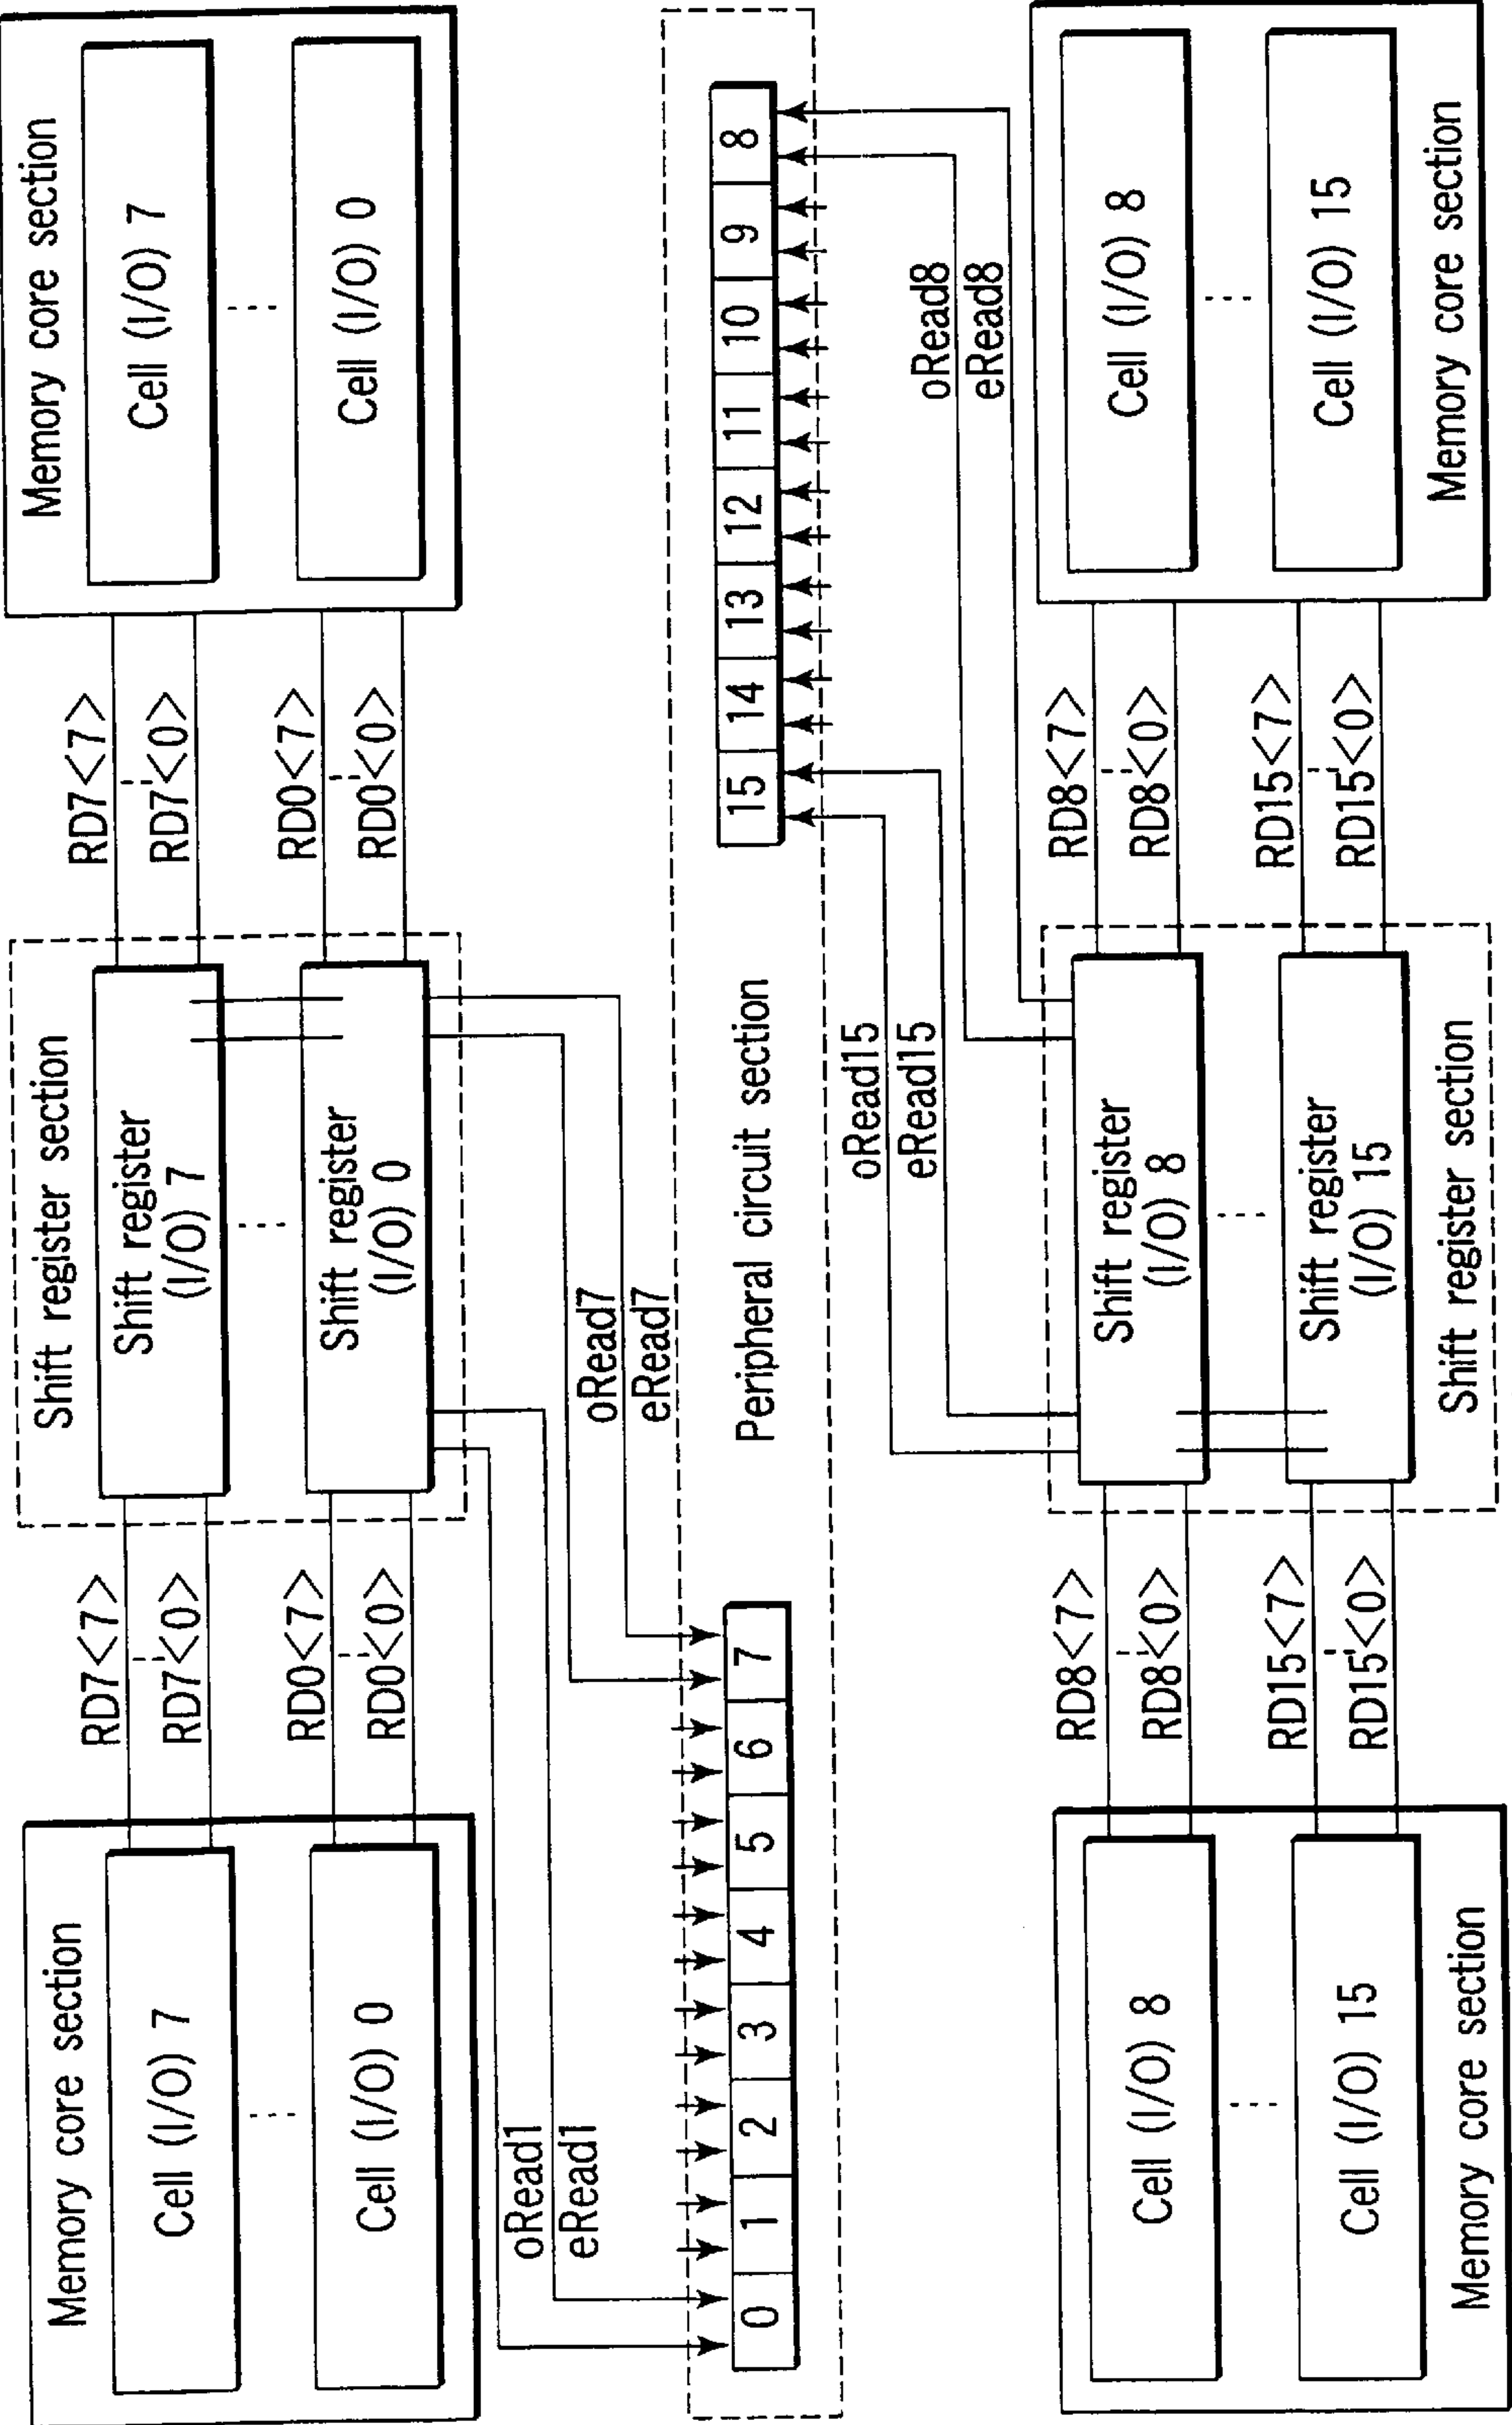 Memory core section
Cell (I/O) 7
Cell (I/O) 0
RD7<7>
RD7<0>
RD0<7>
RD0<0>
Shift register section
Shift register
(I/O) 7
Shift register
(I/O) 0
RD7<7>
RD7<0>
RD0<7>
RD0<0>
Memory core section
Cell (I/O) 7
Cell (I/O) 0
oRead1
eRead1
oRead7
eRead7
0 1 2 3 4 5 6 7
Peripheral circuit section
15 14 13 12 11 10 9 8
oRead15
eRead15
oRead8
eRead8
Cell (I/O) 8
Cell (I/O) 15
Memory core section
RD8<7>
RD8<0>
RD15<7>
RD15<0>
Shift register
(I/O) 8
Shift register
(I/O) 15
Shift register section
RD8<7>
RD8<0>
RD15<7>
RD15<0>
Cell (I/O) 8
Cell (I/O) 15
Memory core section